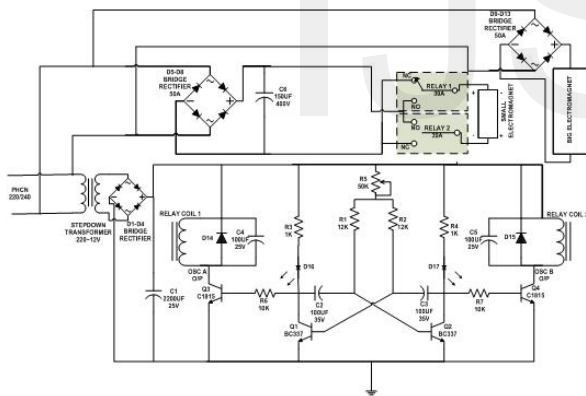 D9-D13
BRIDGE
RECTIFIER
50A
D5-D8
BRIDGE
RECTIFIER
50A
C6
150UF
400V
NC
RELAY 1
30A
NO
NO
RELAY 2
30A
NC
+
-
-
+
SMALL
ELECTROMAGNET
BIG ELECTROMAGNET
PHCN
220/240
STEPDOWN
TRANSFORMER
220~12V
D1-D4
BRIDGE
RECTIFIER
RELAY COIL 1
D14
C4
100UF
25V
R3
1K
R1
12K
R5
50K
R2
12K
R4
1K
C5
100UF
25V
D15
RELAY COIL 2
OSC A
O/P
D16
D17
OSC B
O/P
C1
2200UF
25V
Q3
C1815
R6
10K
C2
100UF
35V
C3
100UF
35V
R7
10K
Q4
C1815
Q1
BC337
Q2
BC337